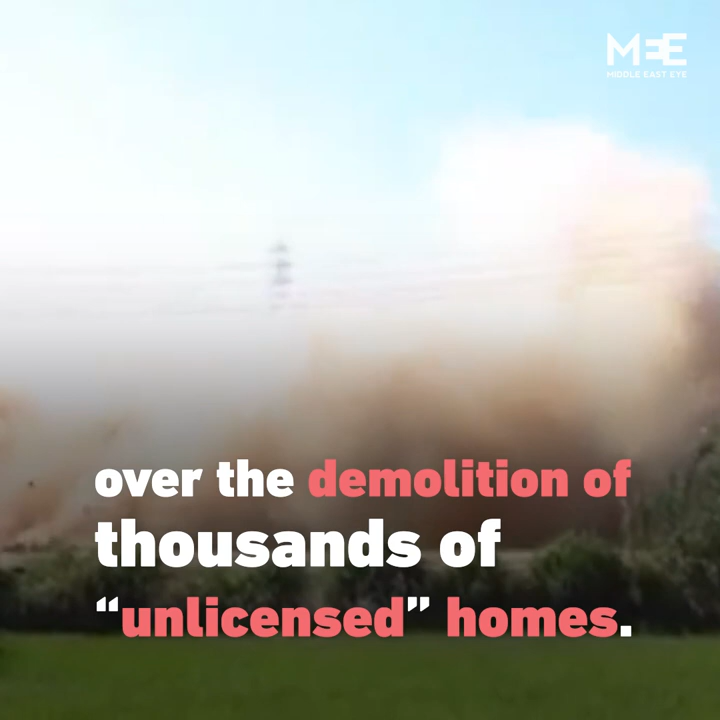 MEE
MIDDLE EAST EYE
over the demolition of
thousands of
“unlicensed” homes.